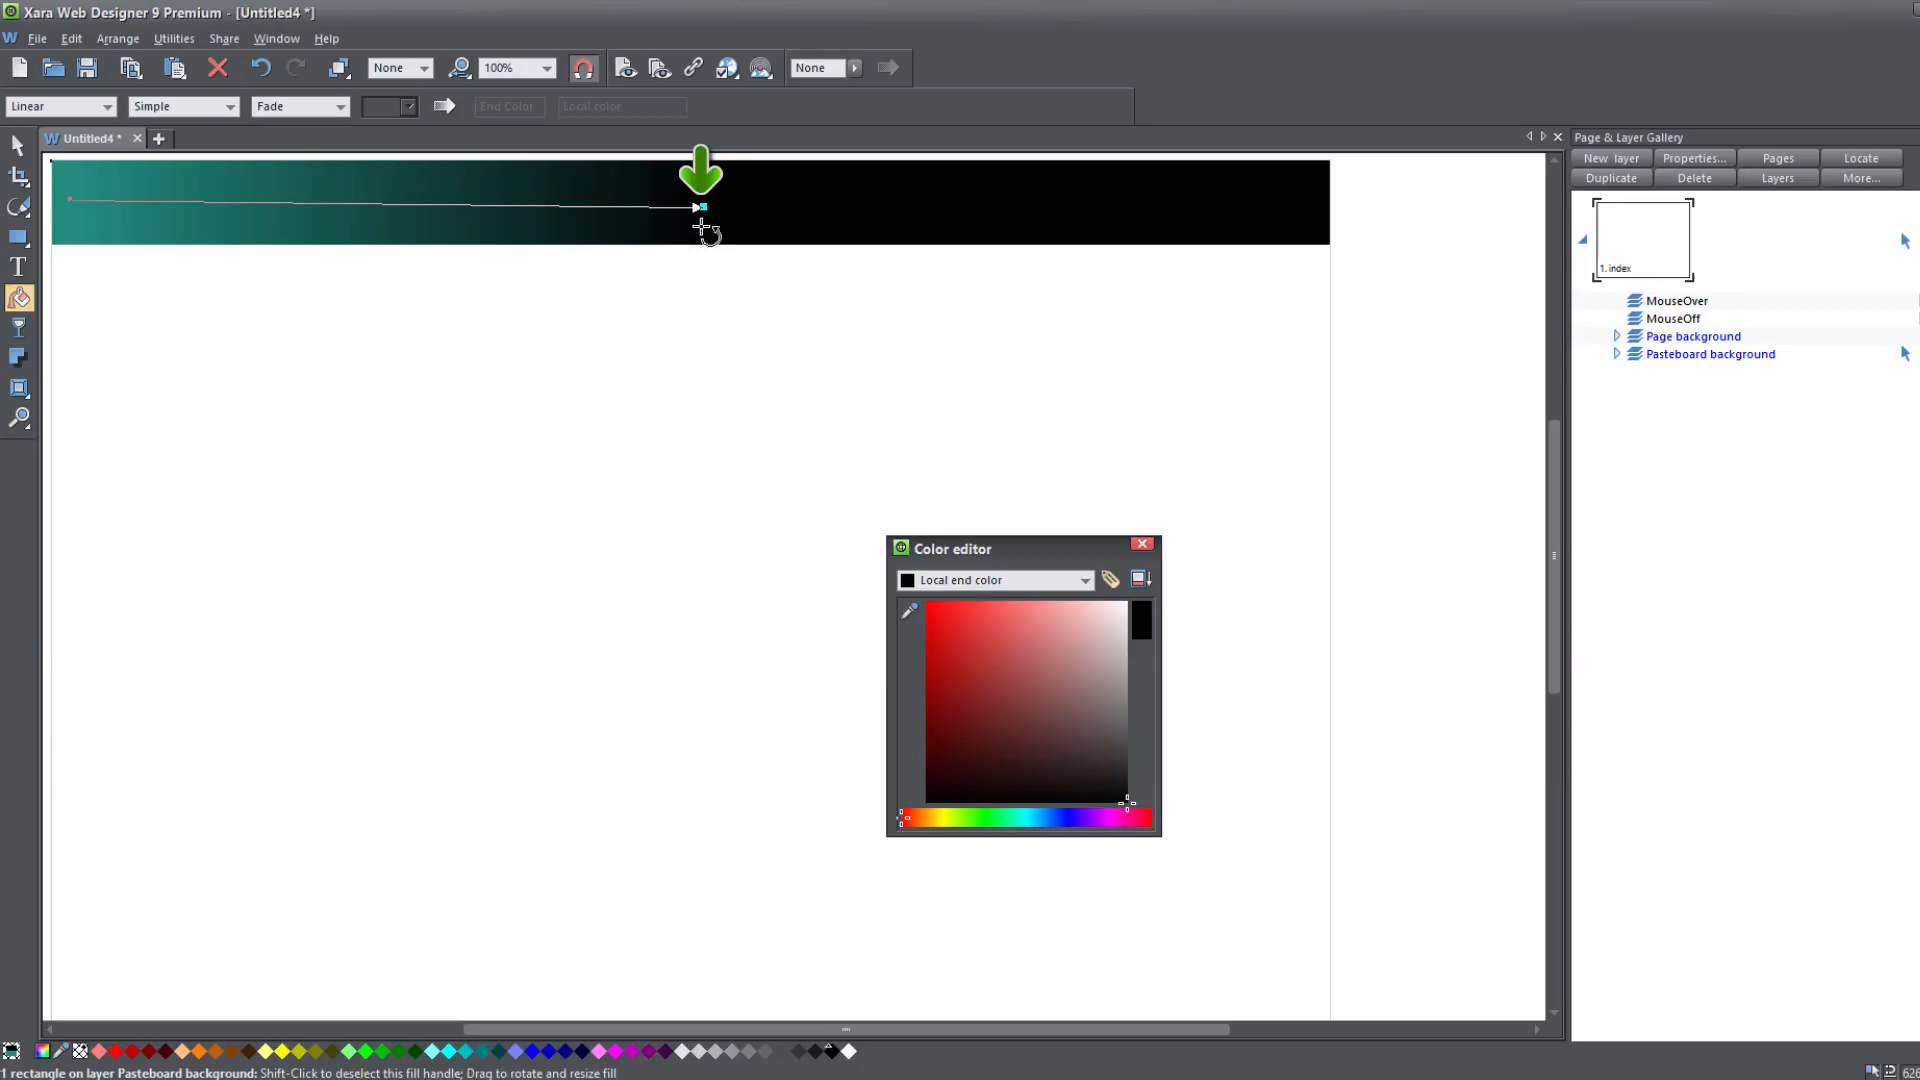 Xara Web Designer 9 Premium - [Untitled4 *]
File Edit Arrange Utilities Share Window Help
None 100% None
Linear Simple Fade End Color Local color
Untitled4 *
Page & Layer Gallery
New layer Properties... Pages Locate
Duplicate Delete Layers More...
1. index
MouseOver
MouseOff
Page background
Pasteboard background
Color editor
Local end color
1 rectangle on layer Pasteboard background: Shift-Click to deselect this fill handle; Drag to rotate and resize fill
626